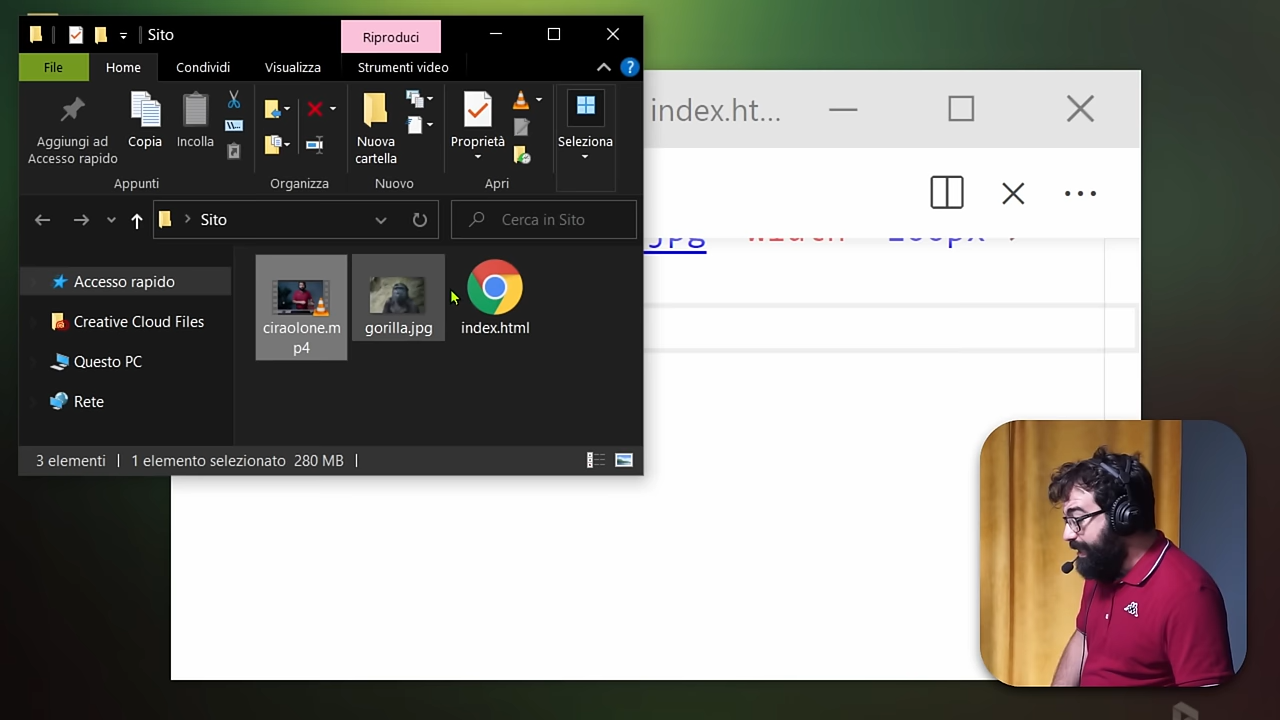 Sito
Riproduci
File
Home
Condividi
Visualizza
Strumenti video
?
Aggiungi ad
Accesso rapido
Copia
Incolla
Nuova
cartella
Proprietà
Seleziona
Appunti
Organizza
Nuovo
Apri
Sito
Cerca in Sito
Accesso rapido
Creative Cloud Files
Questo PC
Rete
ciraolone.m
p4
gorilla.jpg
index.html
3 elementi
1 elemento selezionato 280 MB
index.ht...